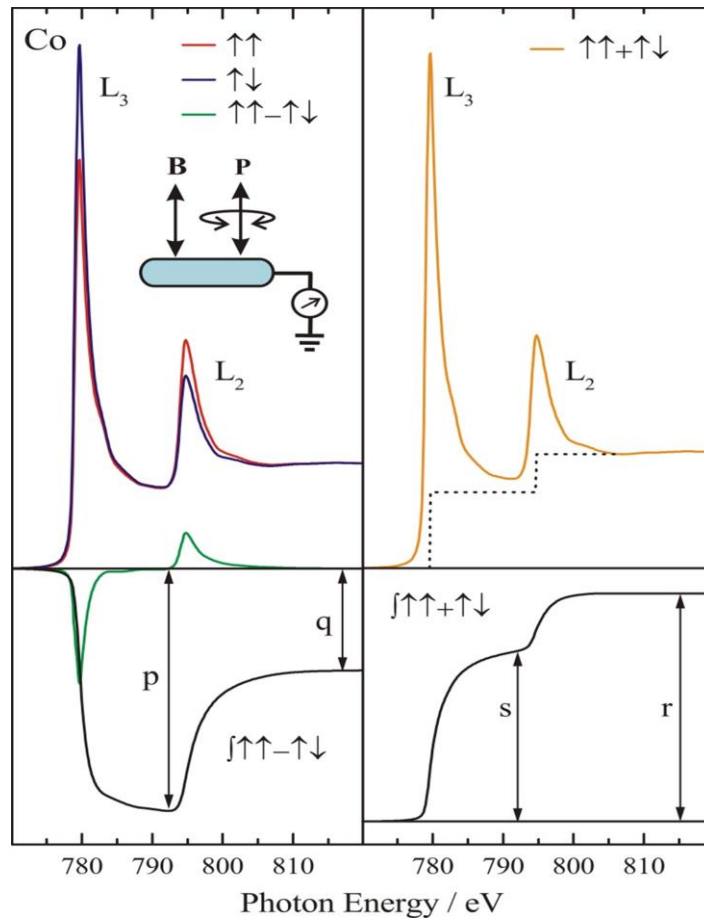 Co
↑↑
↑↓
↑↑−↑↓
L₃
B P
L₂
p
q
∫↑↑−↑↓
780 790 800 810
↑↑+↑↓
L₃
L₂
∫↑↑+↑↓
s
r
780 790 800 810
Photon Energy / eV